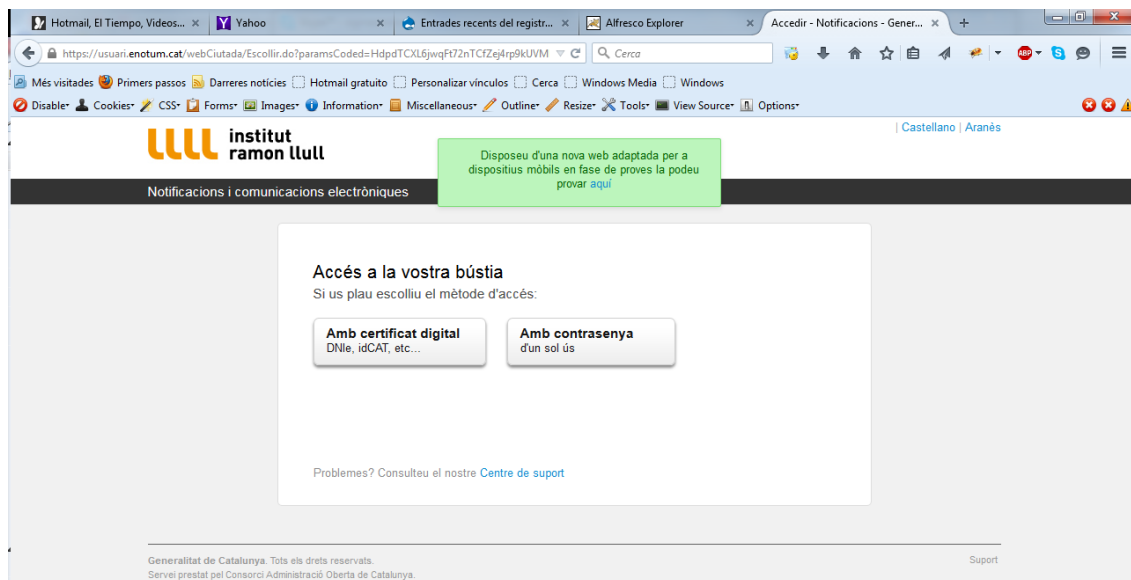 Hotmail, El Tiempo, Videos...
Yahoo
Entrades recents del registr...
Alfresco Explorer
Accedir - Notificacions - Gener...
https://usuari.enotum.cat/webCiutada/Escollir.do?paramsCoded=HdpdTCXL6jwqFt72nTCfZej4rp9kUVM
Cerca
ABP
Més visitades Primers passos Darreres notícies Hotmail gratuito Personalizar vínculos Cerca Windows Media Windows
Disable Cookies CSS Forms Images Information Miscellaneous Outline Resize Tools View Source Options
institut
ramon llull
| Castellano | Aranès
Disposeu d'una nova web adaptada per a
dispositius mòbils en fase de proves la podeu
provar aquí
Notificacions i comunicacions electròniques
Accés a la vostra bústia
Si us plau escolliu el mètode d'accés:
Amb certificat digital
DNIe, idCAT, etc...
Amb contrasenya
d'un sol ús
Problemes? Consulteu el nostre Centre de suport
Generalitat de Catalunya. Tots els drets reservats.
Suport
Servei prestat pel Consorci Administració Oberta de Catalunya.